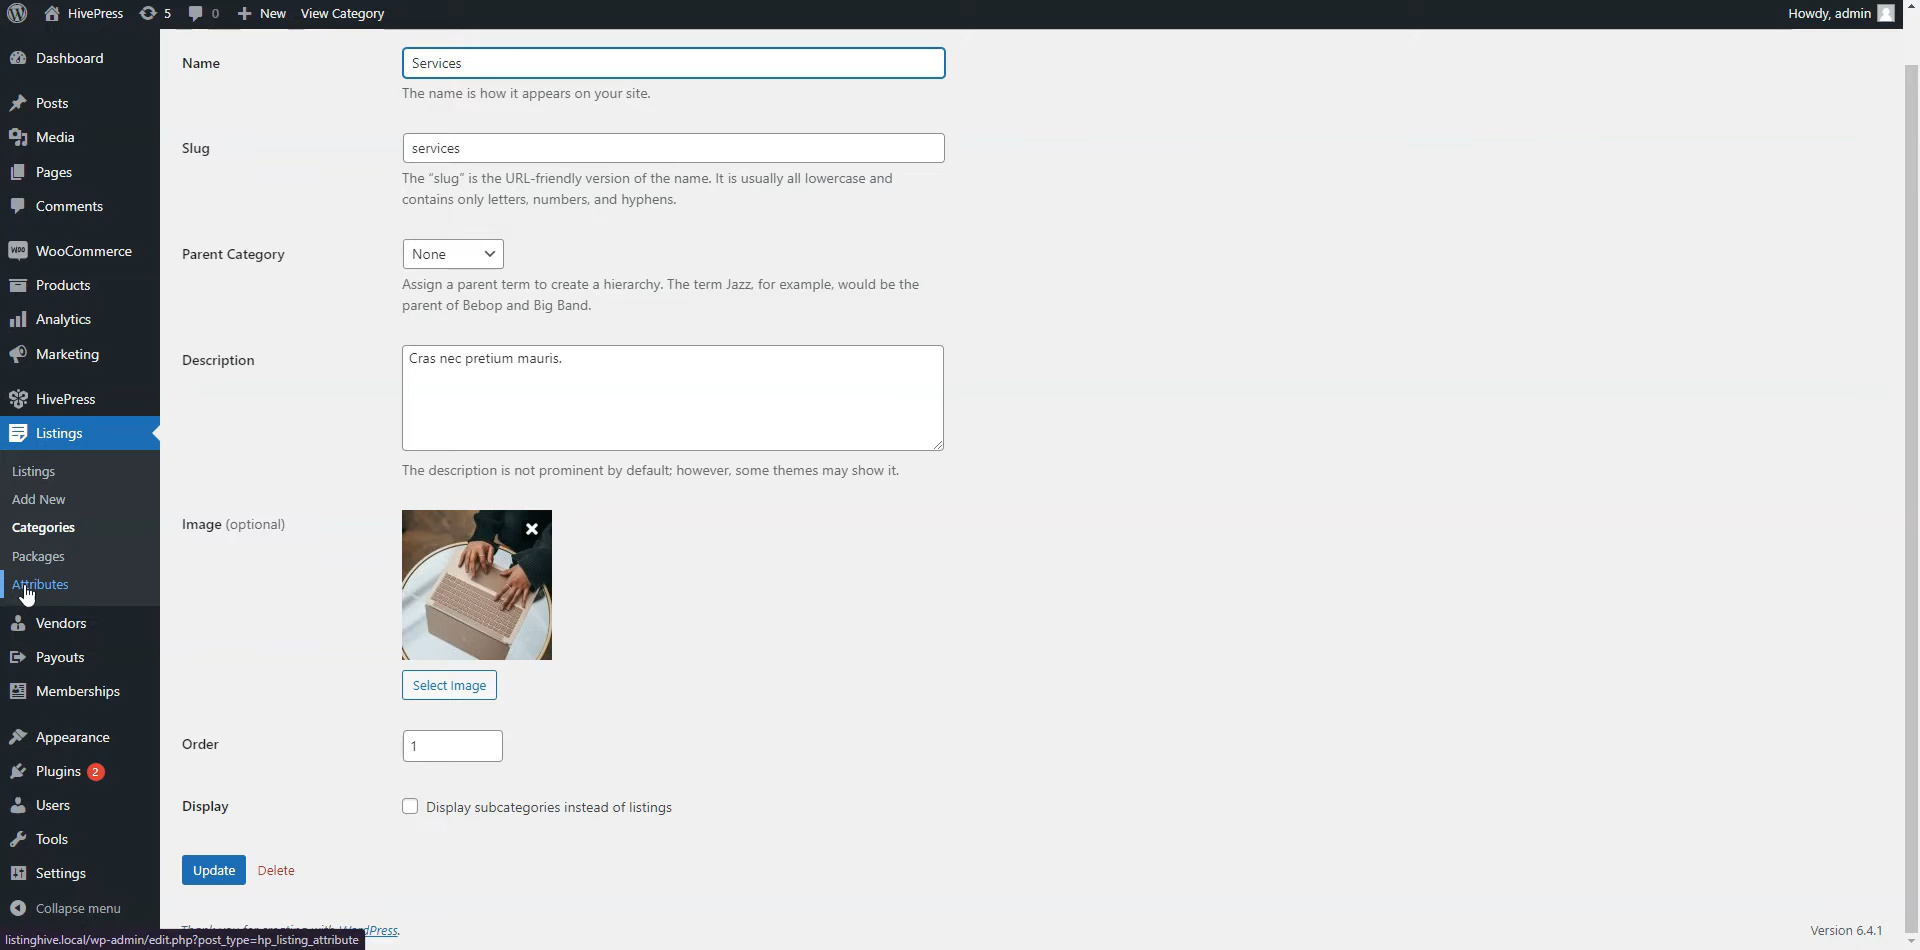 HivePress 5 0 New View Category Howdy, admin
Dashboard
Posts
Media
Pages
Comments
WooCommerce
Products
Analytics
Marketing
HivePress
Listings
Listings
Add New
Categories
Packages
Attributes
Vendors
Payouts
Memberships
Appearance
Plugins 2
Users
Tools
Settings
Collapse menu
Name
Services
The name is how it appears on your site.
Slug
services
The “slug” is the URL-friendly version of the name. It is usually all lowercase and
contains only letters, numbers, and hyphens.
Parent Category
None
Assign a parent term to create a hierarchy. The term Jazz, for example, would be the
parent of Bebop and Big Band.
Description
Cras nec pretium mauris.
The description is not prominent by default; however, some themes may show it.
Image (optional)
Select Image
Order
1
Display
Display subcategories instead of listings
Update Delete
Version 6.4.1
listinghive.local/wp-admin/edit.php?post_type=hp_listing_attribute